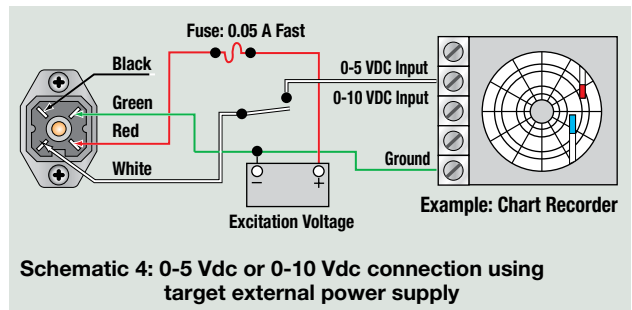 Fuse: 0.05 A Fast
Black
0-5 VDC Input
Green
0-10 VDC Input
Red
White
Ground
− +
Excitation Voltage
Example: Chart Recorder
Schematic 4: 0-5 Vdc or 0-10 Vdc connection using
target external power supply